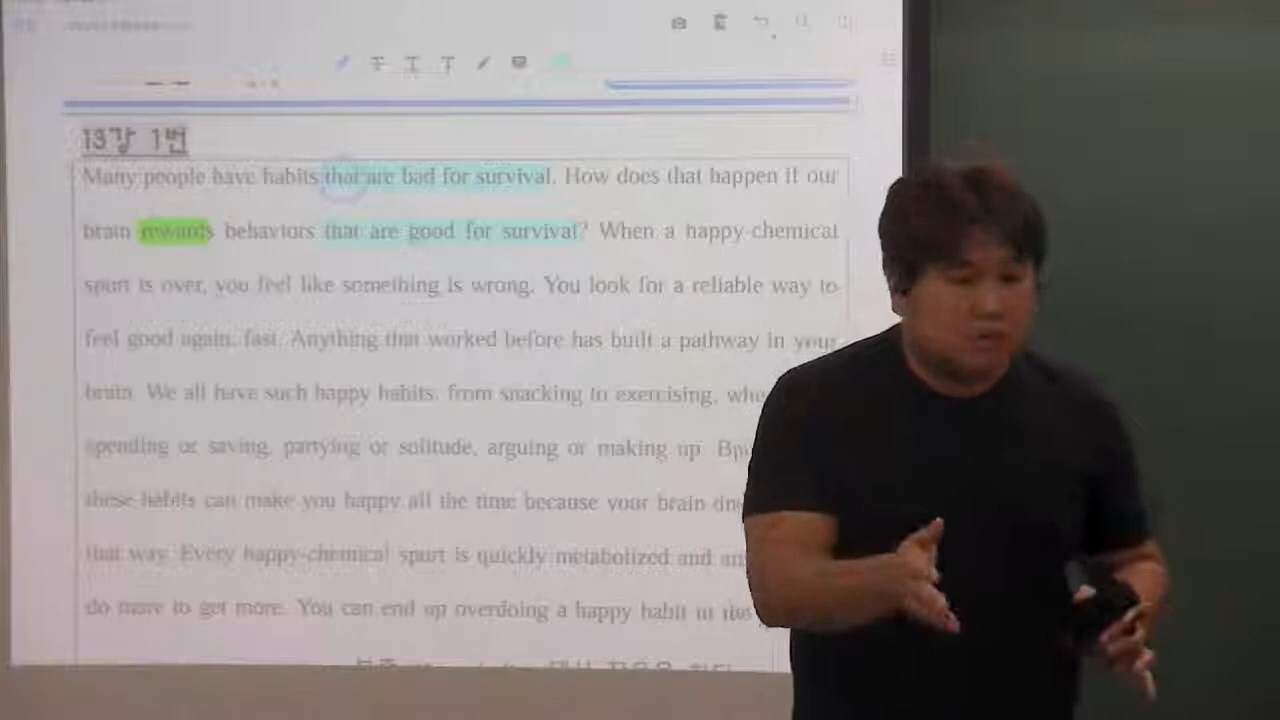 13강 1번
Many people have habits that are bad for survival. How does that happen if our
brain rewards behaviors that are good for survival? When a happy-chemical
spurt is over, you feel like something is wrong. You look for a reliable way to
feel good again, fast. Anything that worked before has built a pathway in your
brain. We all have such happy habits: from snacking to exercising,
spending or saving, partying or solitude, arguing or making up.
these habits can make you happy all the time because your brain
that way. Every happy-chemical spurt is quickly metabolized and
do more to get more. You can end up overdoing a happy habit